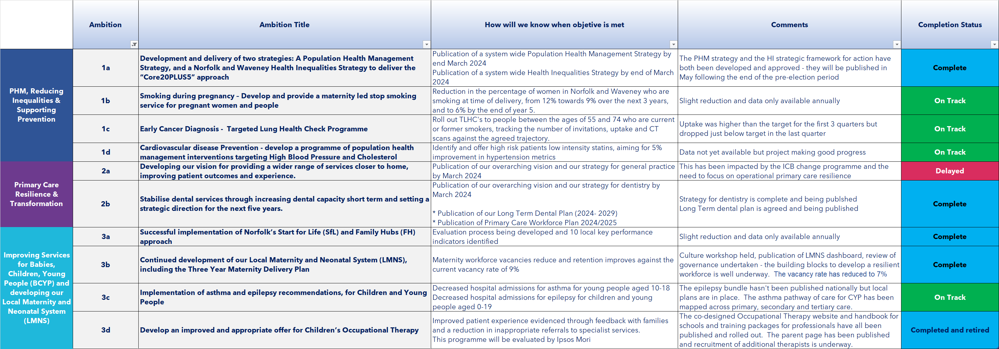 Ambition
Ambition Title
How will we know when objetive is met
Comments
Completion Status
PHM, Reducing
Inequalities &
Supporting
Prevention
1a
Development and delivery of two strategies: A Population Health Management
Strategy, and a Norfolk and Waveney Health Inequalities Strategy to deliver the
“Core20PLUS5” approach
Publication of a system wide Population Health Management Strategy by
end March 2024
Publication of a system wide Health Inequalities Strategy by end of March
2024
The PHM strategy and the HI strategic framework for action have
both been developed and approved - they will be published in
May following the end of the pre-election period
Complete
1b
Smoking during pregnancy – Develop and provide a maternity led stop smoking
service for pregnant women and people
Reduction in the percentage of women in Norfolk and Waveney who are
smoking at time of delivery, from 12% towards 9% over the next 3 years,
and to 6% by the end of year 5.
Slight reduction and data only available annually
On Track
1c
Early Cancer Diagnosis -  Targeted Lung Health Check Programme
Roll out TLHC's to people between the ages of 55 and 74 who are current
or former smokers, tracking the number of invitations, uptake and CT
scans against the agreed trajectory.
Uptake was higher than the target for the first 3 quarters but
dropped just below target in the last quarter
On Track
1d
Cardiovascular disease Prevention - develop a programme of population health
management interventions targeting High Blood Pressure and Cholesterol
Identify and offer high risk patients low intensity statins, aiming for 5%
improvement in hypertension metrics
Data not yet available but project making good progress
On Track
Primary Care
Resilience &
Transformation
2a
Developing our vision for providing a wider range of services closer to home,
improving patient outcomes and experience.
Publication of our overarching vision and our strategy for general practice
by March 2024
This has been impacted by the ICB change programme and the
need to focus on operational primary care resilience
Delayed
2b
Stabilise dental services through increasing dental capacity short term and setting a
strategic direction for the next five years.
Publication of our overarching vision and our strategy for dentistry by
March 2024
* Publication of our Long Term Dental Plan (2024- 2029)
* Publication of Primary Care Workforce Plan 2024/2025
Strategy for dentistry is complete and being publshed
Long Term dental plan is agreed and being published
Complete
Improving Services
for Babies,
Children, Young
People (BCYP) and
developing our
Local Maternity and
Neonatal System
(LMNS)
3a
Successful implementation of Norfolk’s Start for Life (SfL) and Family Hubs (FH)
approach
Evaluation process being developed and 10 local key performance
indicators identified
Slight reduction and data only available annually
Complete
3b
Continued development of our Local Maternity and Neonatal System (LMNS),
including the Three Year Maternity Delivery Plan
Maternity workforce vacancies reduce and retention improves against the
current vacancy rate of 9%
Culture workshop held, publication of LMNS dashboard, review of
governance undertaken - the building blocks to develop a resilient
workforce is well underway.  The vacancy rate has reduced to 7%
Complete
3c
Implementation of asthma and epilepsy recommendations, for Children and Young
People
Decreased hospital admissions for asthma for young people aged 10-18
Decreased hospital admissions for epilepsy for children and young
people aged 0-19
The epilepsy bundle hasn't been published nationally but local
plans are in place.  The asthma pathway of care for CYP has been
mapped across primary, secondary and tertiary care.
On Track
3d
Develop an improved and appropriate offer for Children’s Occupational Therapy
Improved patient experience evidenced through feedback with families
and a reduction in inappropriate referrals to specialist services.
This programme will be evaluated by Ipsos Mori
The co-designed Occupational Therapy website and handbook for
schools and training packages for professionals have all been
published and rolled out.  The parent page has been published
and recruitment of additional therapists is underway.
Completed and retired